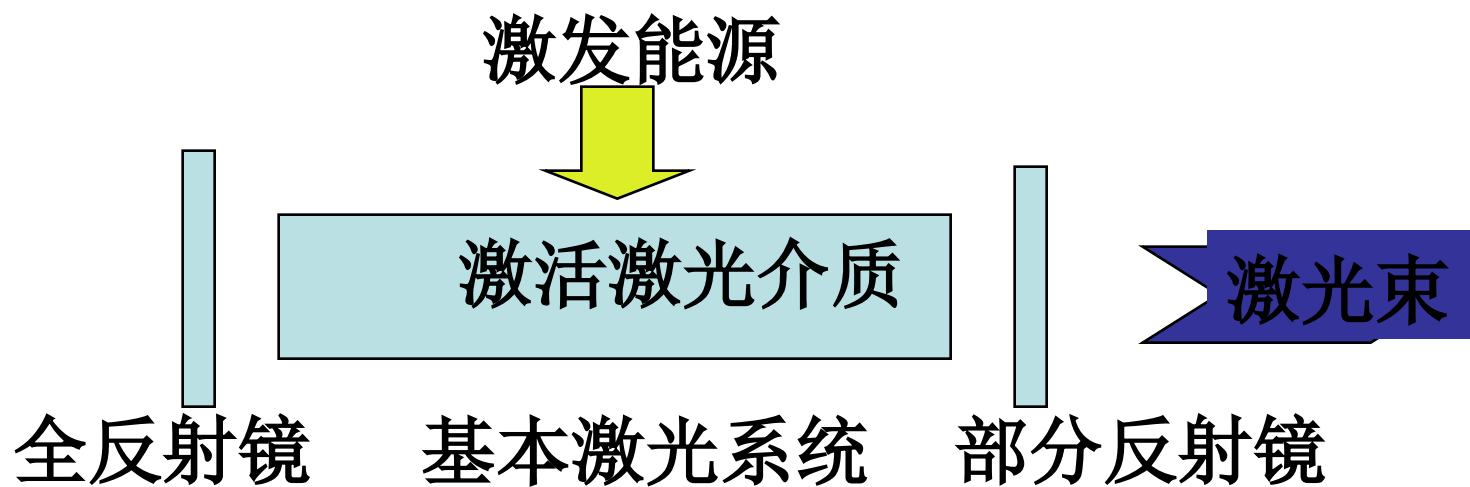 激发能源
激活激光介质
激光束
全反射镜
基本激光系统
部分反射镜